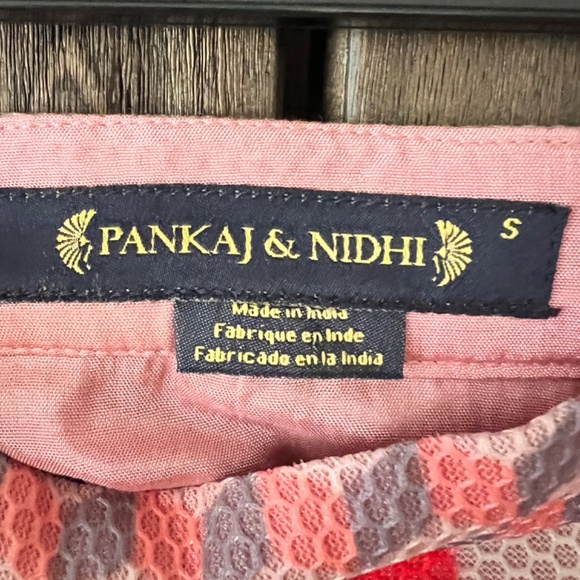 PANKAJ & NIDHI
S
Made in India
Fabrique en Inde
Fabricado en la India